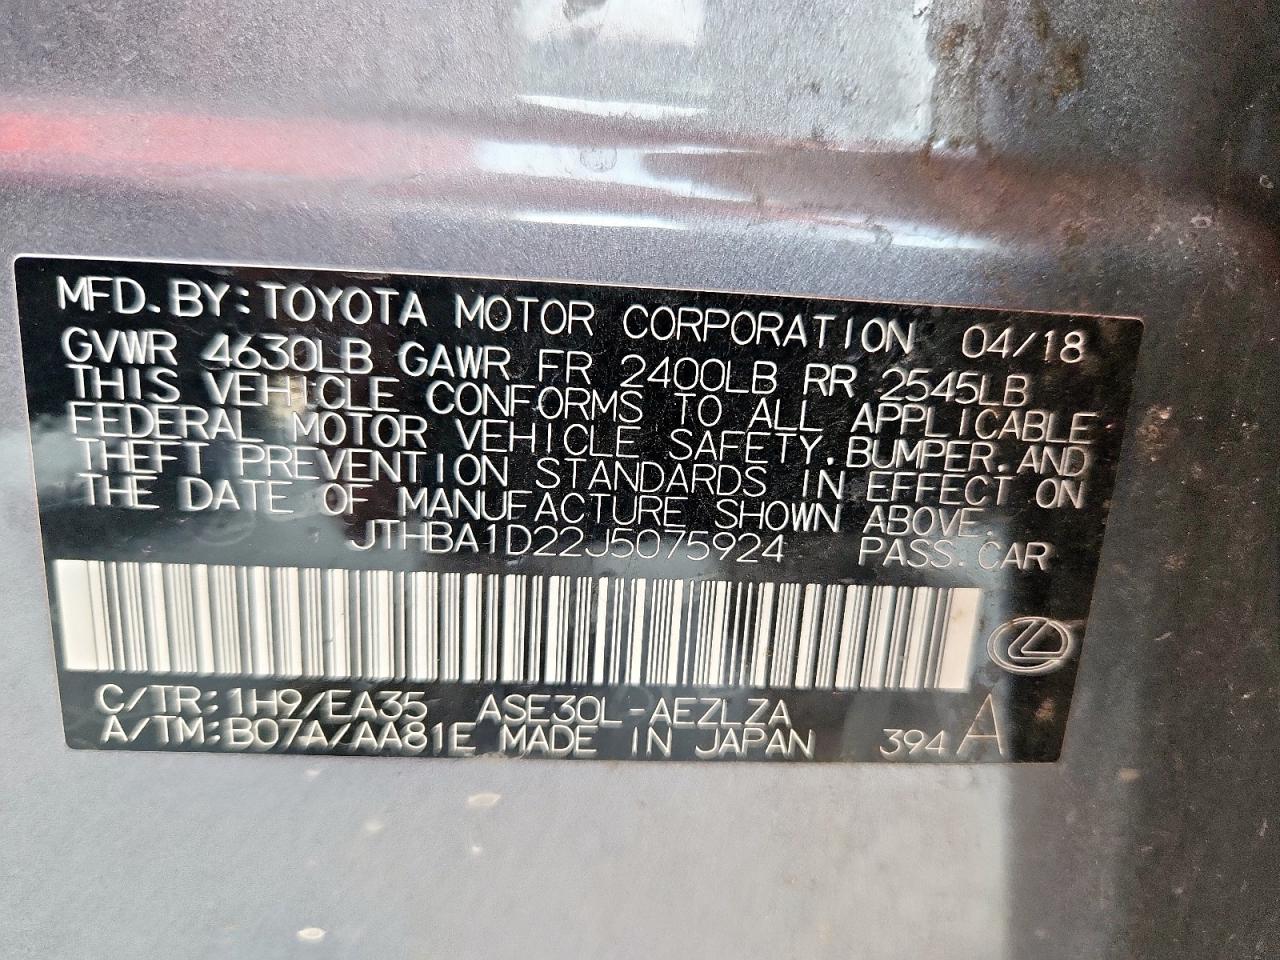 MFD.BY:TOYOTA MOTOR CORPORATION 04/18
GVWR 4630LB GAWR FR 2400LB RR 2545LB
THIS VEHICLE CONFORMS TO ALL APPLICABLE
FEDERAL MOTOR VEHICLE SAFETY,BUMPER,AND
THEFT PREVENTION STANDARDS IN EFFECT ON
THE DATE OF MANUFACTURE SHOWN ABOVE.
JTHBA1D22J5075924 PASS.CAR
C/TR:1H9/EA35 ASE30L-AEZLZA
A/TM:B07A/AA81E MADE IN JAPAN 394 A